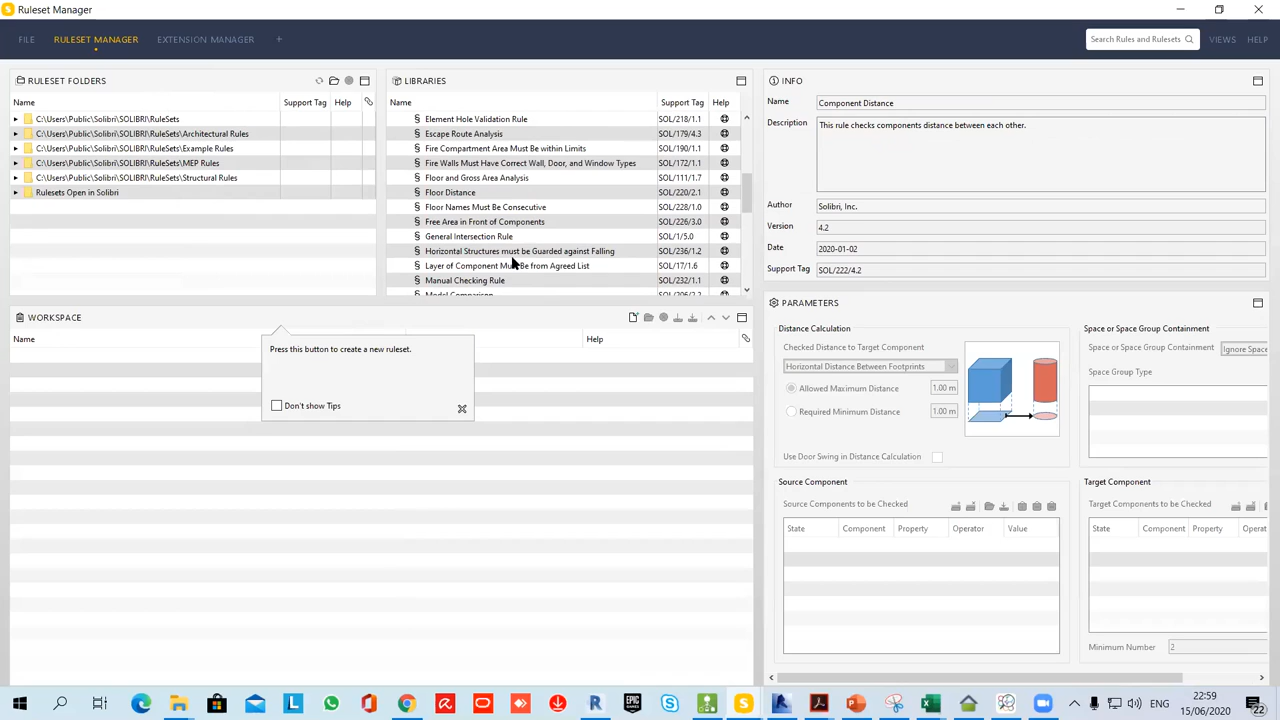 Ruleset Manager
FILE RULESET MANAGER EXTENSION MANAGER + Search Rules and Rulesets VIEWS HELP
RULESET FOLDERS
Name Support Tag Help
C:\Users\Public\Solibri\SOLIBRI\RuleSets
C:\Users\Public\Solibri\SOLIBRI\RuleSets\Architectural Rules
C:\Users\Public\Solibri\SOLIBRI\RuleSets\Example Rules
C:\Users\Public\Solibri\SOLIBRI\RuleSets\MEP Rules
C:\Users\Public\Solibri\SOLIBRI\RuleSets\Structural Rules
Rulesets Open in Solibri
LIBRARIES
Name Support Tag Help
§ Element Hole Validation Rule SOL/218/1.1
§ Escape Route Analysis SOL/179/4.3
§ Fire Compartment Area Must Be within Limits SOL/190/1.1
§ Fire Walls Must Have Correct Wall, Door, and Window Types SOL/172/1.1
§ Floor and Gross Area Analysis SOL/111/1.7
§ Floor Distance SOL/220/2.1
§ Floor Names Must Be Consecutive SOL/228/1.0
§ Free Area in Front of Components SOL/226/3.0
§ General Intersection Rule SOL/1/5.0
§ Horizontal Structures must be Guarded against Falling SOL/236/1.2
§ Layer of Component Must Be from Agreed List SOL/17/1.6
§ Manual Checking Rule SOL/232/1.1
§ Model Comparison SOL/206/2.2
INFO
Name Component Distance
Description This rule checks components distance between each other.
Author Solibri, Inc.
Version 4.2
Date 2020-01-02
Support Tag SOL/222/4.2
WORKSPACE
Name Help
Press this button to create a new ruleset.
Don't show Tips
PARAMETERS
Distance Calculation
Checked Distance to Target Component
Horizontal Distance Between Footprints
Allowed Maximum Distance 1.00 m
Required Minimum Distance 1.00 m
Use Door Swing in Distance Calculation
Space or Space Group Containment
Space or Space Group Containment Ignore Space
Space Group Type
Source Component
Source Components to be Checked
State Component Property Operator Value
Target Component
Target Components to be Checked
State Component Property Operat
Minimum Number 2
ENG 22:59
15/06/2020 22